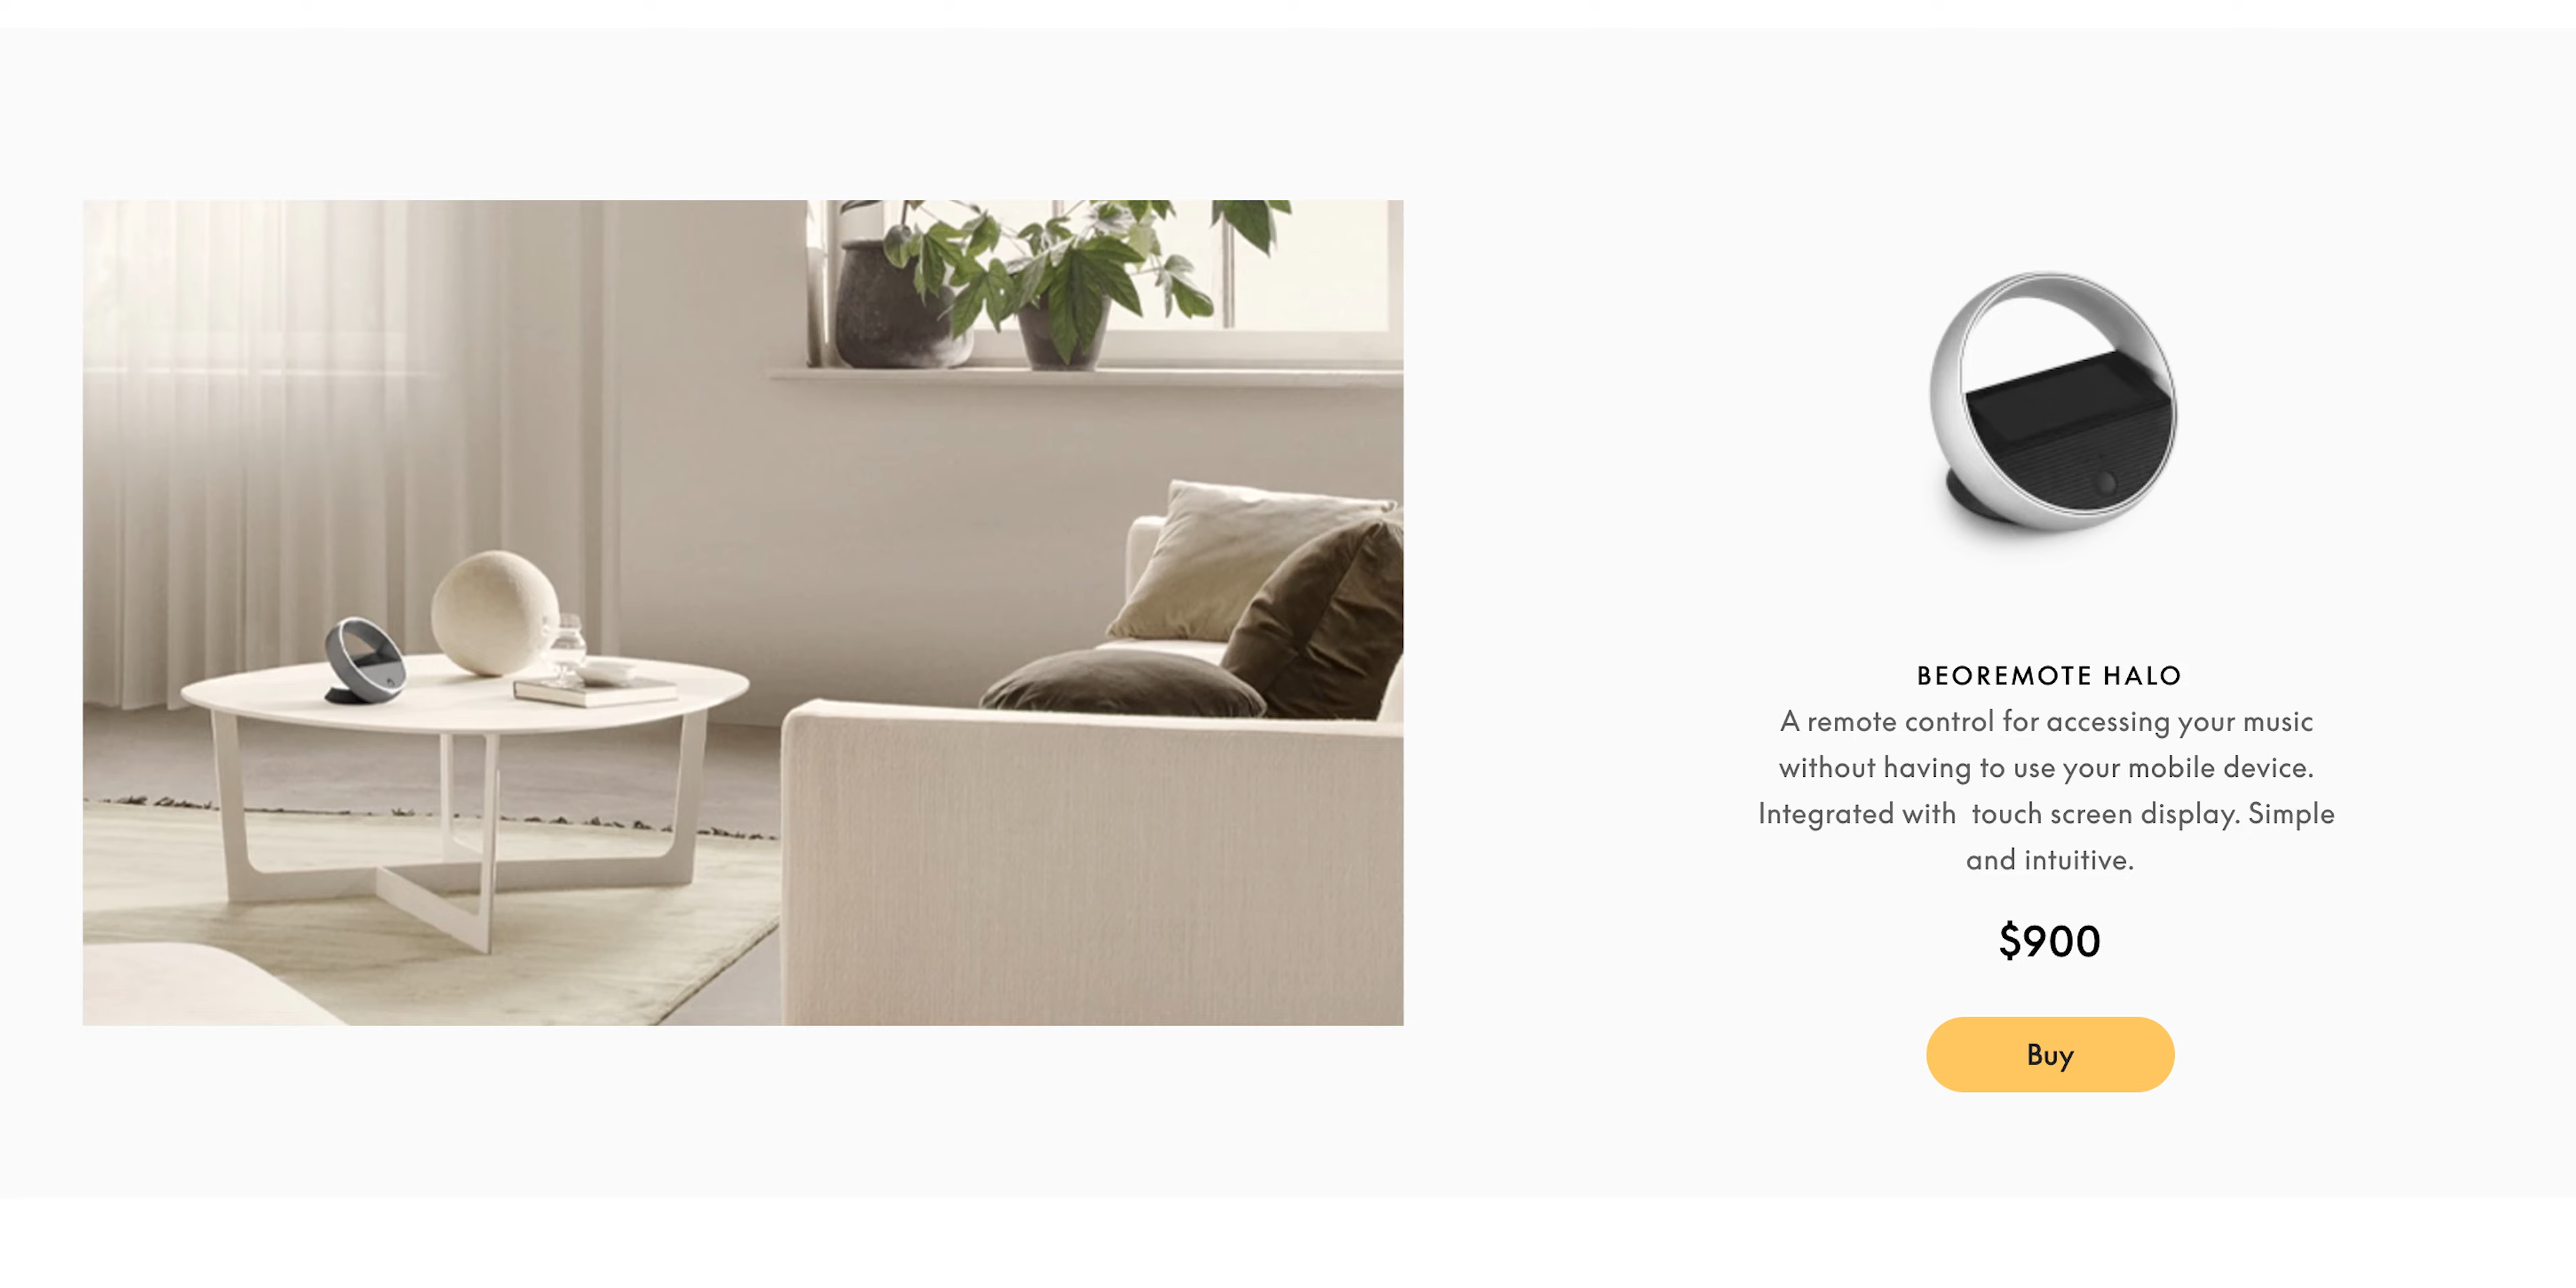 BEOREMOTE HALO
A remote control for accessing your music
without having to use your mobile device.
Integrated with  touch screen display. Simple
and intuitive.
$900
Buy